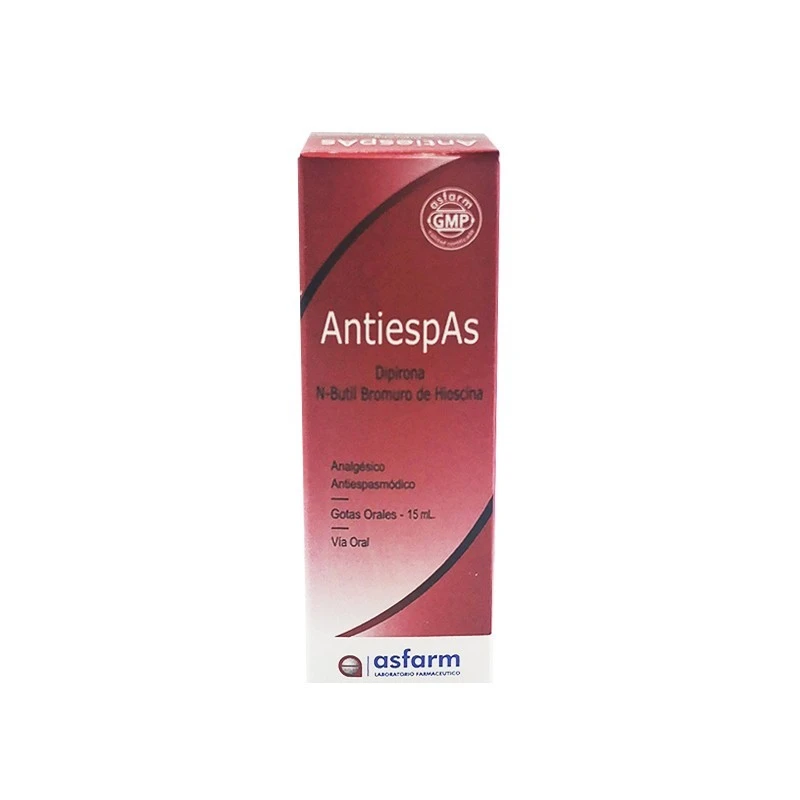 AntiespAs
asfarm
GMP
AntiespAs
Dipirona
N-Butil Bromuro de Hioscina
Analgésico
Antiespasmódico
Gotas Orales - 15 mL.
Vía Oral
asfarm
LABORATORIO FARMACEUTICO